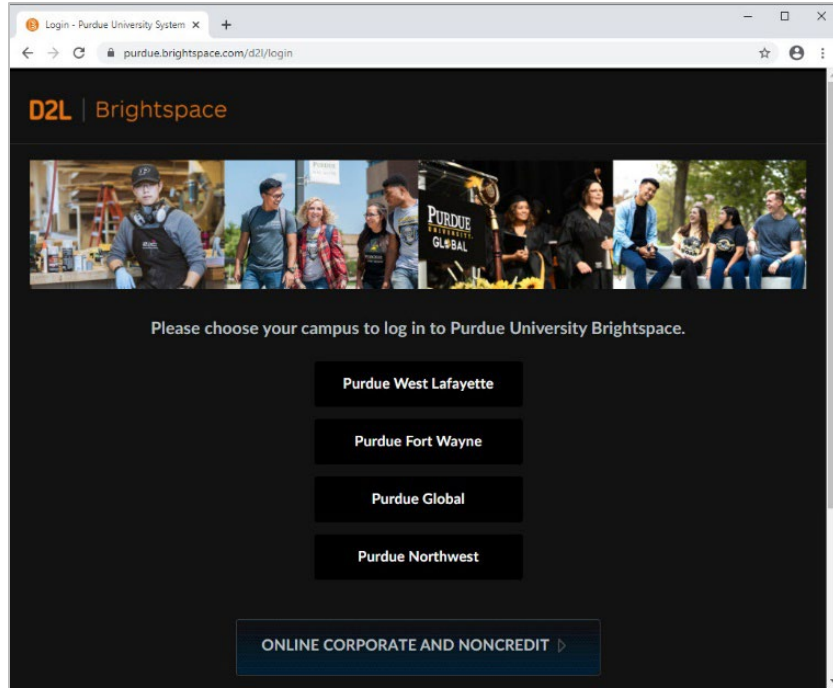 Login - Purdue University System
purdue.brightspace.com/d2l/login
D2L | Brightspace
PURDUE
UNIVERSITY
GLOBAL
Please choose your campus to log in to Purdue University Brightspace.
Purdue West Lafayette
Purdue Fort Wayne
Purdue Global
Purdue Northwest
ONLINE CORPORATE AND NONCREDIT